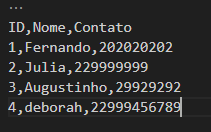 ...
ID,Nome,Contato
1,Fernando,202020202
2,Julia,229999999
3,Augustinho,29929292
4,deborah,22999456789